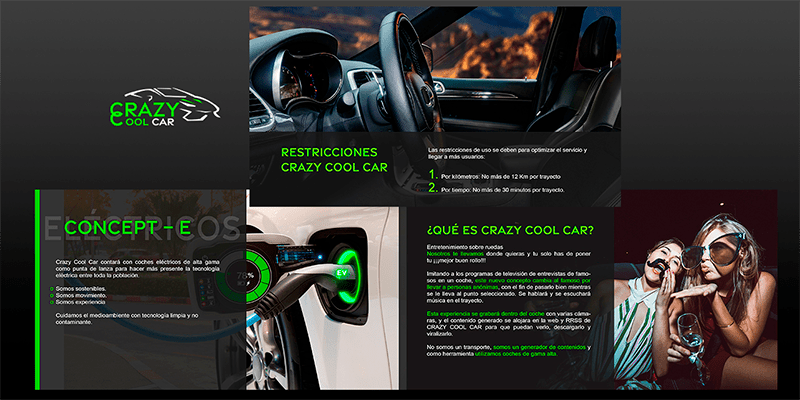 CRAZY
COOL CAR
RESTRICCIONES
CRAZY COOL CAR
Las restricciones de uso se deben para optimizar el servicio y
llegar a más usuarios:
1. Por kilómetros: No más de 12 Km por trayecto
2. Por tiempo: No más de 30 minutos por trayecto.
ELÉCTRICOS
CONCEPT - E
Crazy Cool Car contará con coches eléctricos de alta gama
como punta de lanza para hacer más presente la tecnología
eléctrica entre toda la población.
Somos sostenibles.
Somos movimiento.
Somos experiencia
Cuidamos el medioambiente con tecnología limpia y no
contaminante.
EV
¿QUÉ ES CRAZY COOL CAR?
Entretenimiento sobre ruedas
Nosotros te llevamos donde quieras y tu solo has de poner
tu ¡¡¡mejor buen rollo!!!
Imitando a los programas de televisión de entrevistas de famo-
sos en un coche, este nuevo concepto cambia al famoso por
llevar a personas anónimas, con el fin de pasarlo bien mientras
se le lleva al punto seleccionado. Se hablará y se escuchará
música en el trayecto.
Esta experiencia se grabará dentro del coche con varias cáma-
ras, y el contenido generado se alojara en la web y RRSS de
CRAZY COOL CAR para que puedan verlo, descargarlo y
viralizarlo.
No somos un transporte, somos un generador de contenidos y
como herramienta utilizamos coches de gama alta.